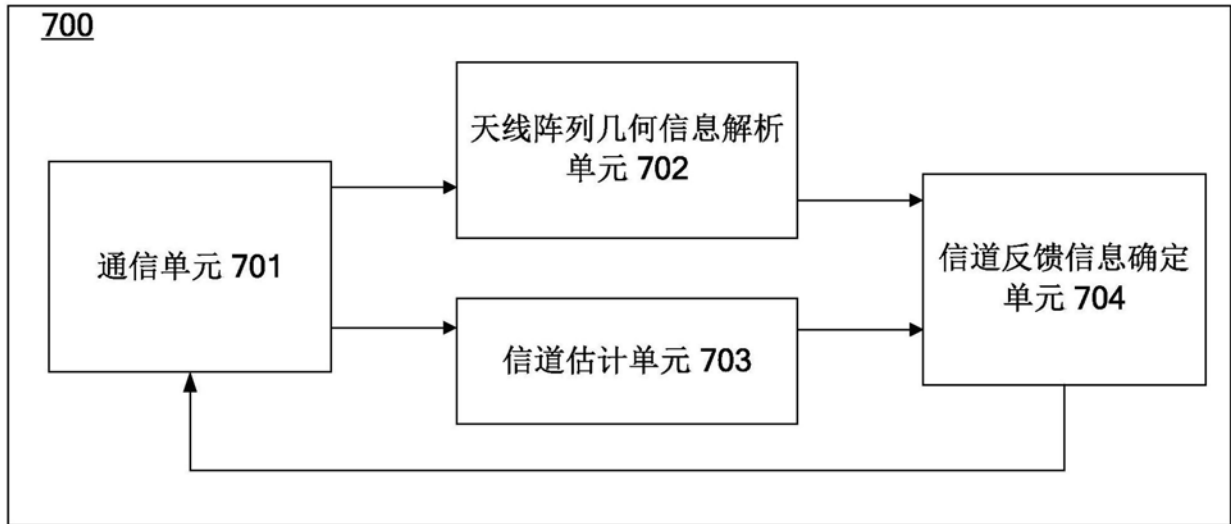 700
天线阵列几何信息解析
单元 702
通信单元 701
信道估计单元 703
信道反馈信息确定
单元 704